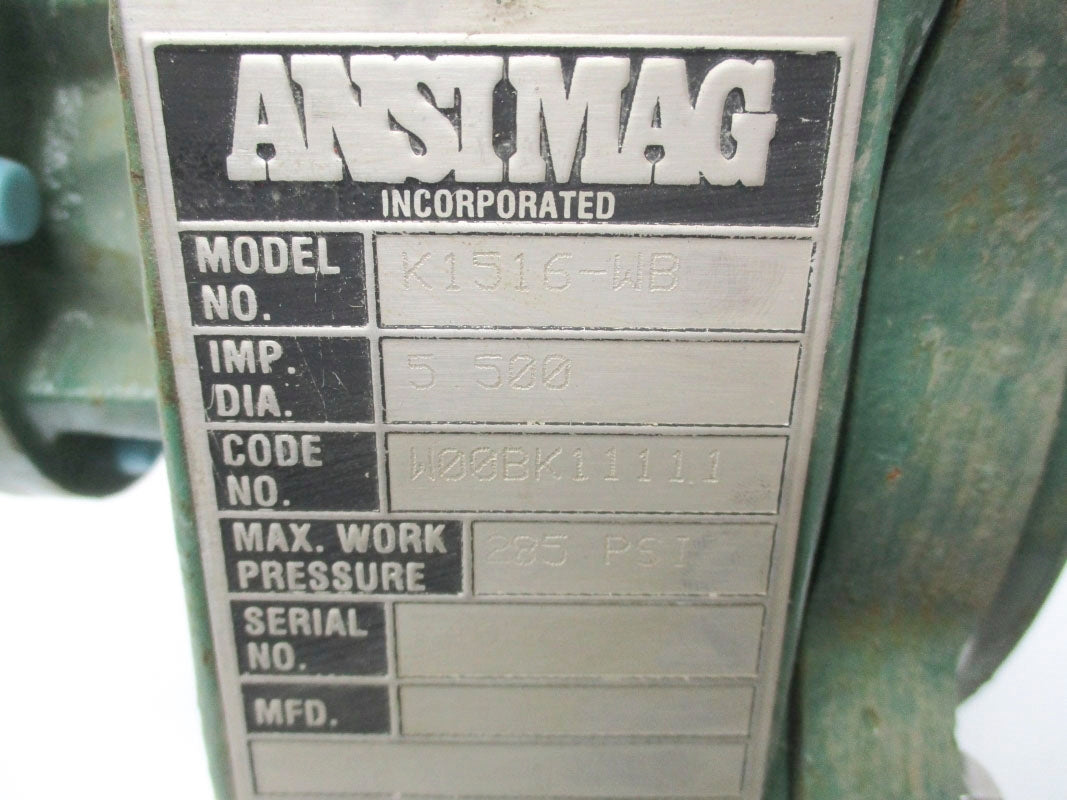 ANSIMAG
INCORPORATED
MODEL NO. K1516-WB
IMP. DIA. 5.500
CODE NO. W00BK11111
MAX. WORK PRESSURE 285 PSI
SERIAL NO.
MFD.